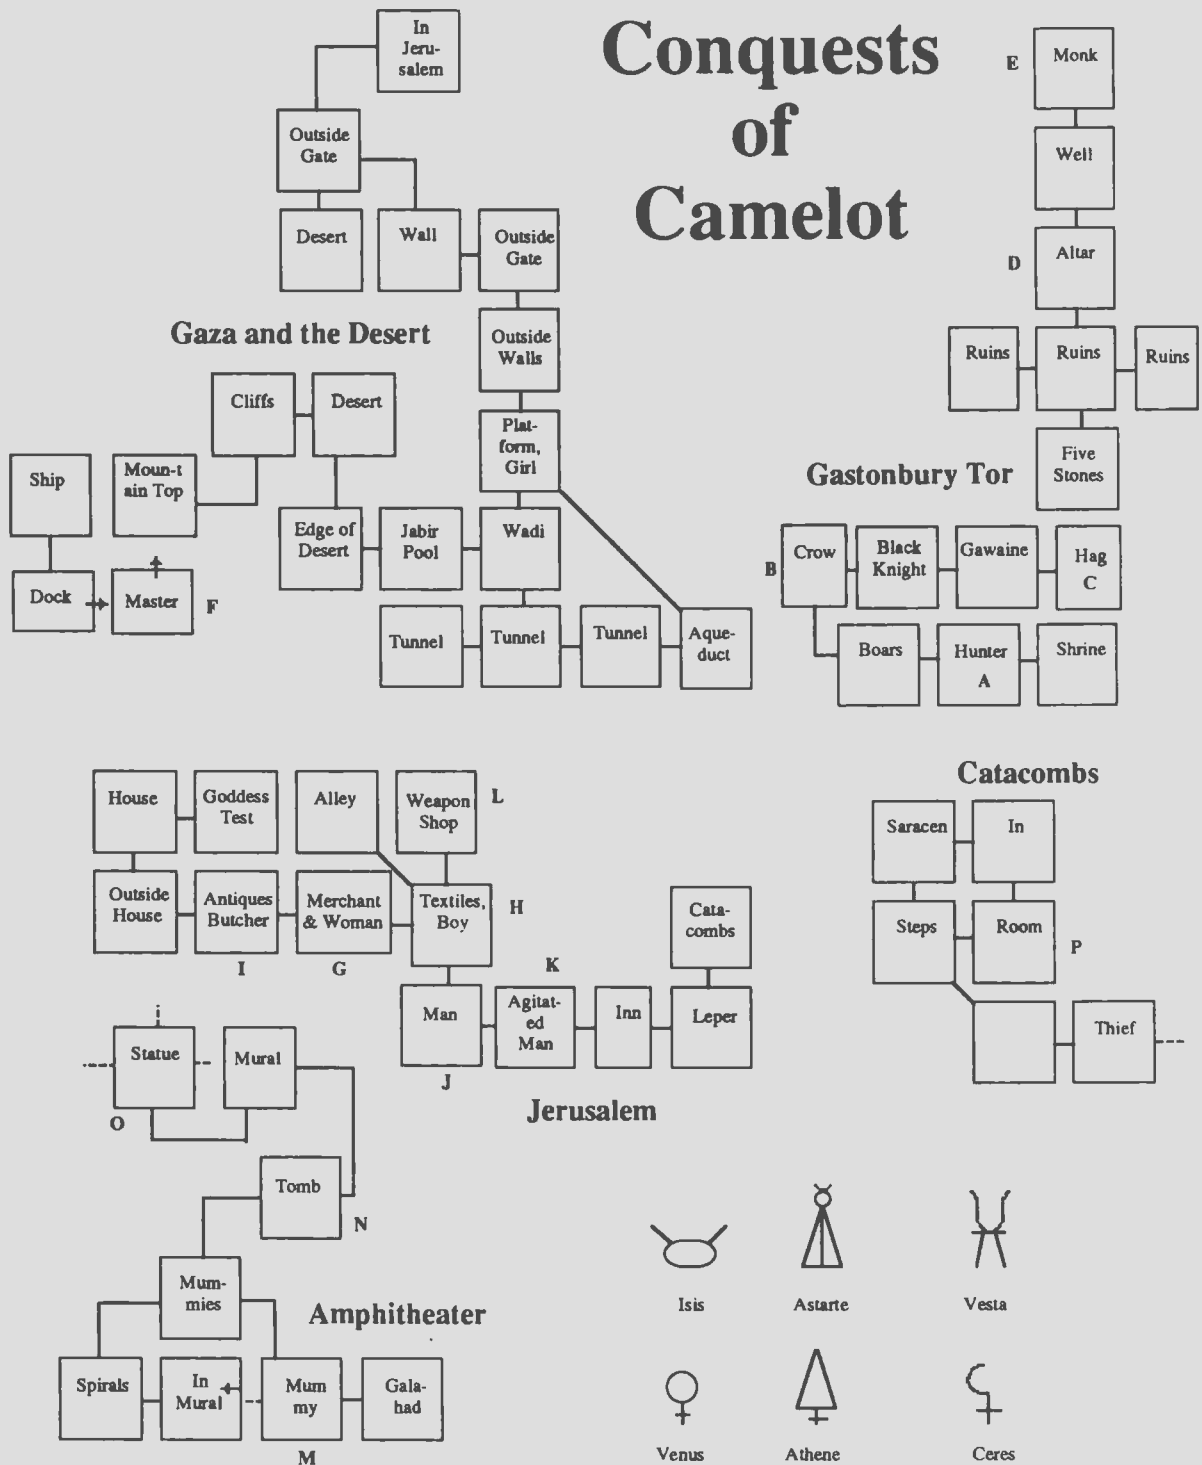 Conquests
of
Camelot
In
Jeru-
salem
Outside
Gate
Desert
Wall
Outside
Gate
Gaza and the Desert
Outside
Walls
Cliffs
Desert
Plat-
form,
Girl
Ship
Moun-t
ain Top
Edge of
Desert
Jabir
Pool
Wadi
Dock
Master
F
Tunnel
Tunnel
Tunnel
Aque-
duct
E
Monk
Well
D
Altar
Ruins
Ruins
Ruins
Gastonbury Tor
Five
Stones
B
Crow
Black
Knight
Gawaine
Hag
C
Boars
Hunter
A
Shrine
House
Goddess
Test
Alley
Weapon
Shop
L
Outside
House
Antiques
Butcher
I
Merchant
& Woman
G
Textiles,
Boy
H
Cata-
combs
K
Man
J
Agitat-
ed
Man
Inn
Leper
Jerusalem
Catacombs
Saracen
In
Steps
Room
P
Thief
Statue
O
Mural
Tomb
N
Mum-
mies
Amphitheater
Spirals
In
Mural
Mum
my
M
Gala-
had
Isis
Astarte
Vesta
Venus
Athene
Ceres